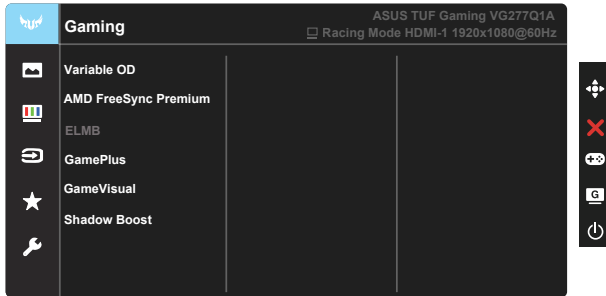 Gaming
ASUS TUF Gaming VG277Q1A
Racing Mode HDMI-1 1920x1080@60Hz
Variable OD
AMD FreeSync Premium
ELMB
GamePlus
GameVisual
Shadow Boost
G